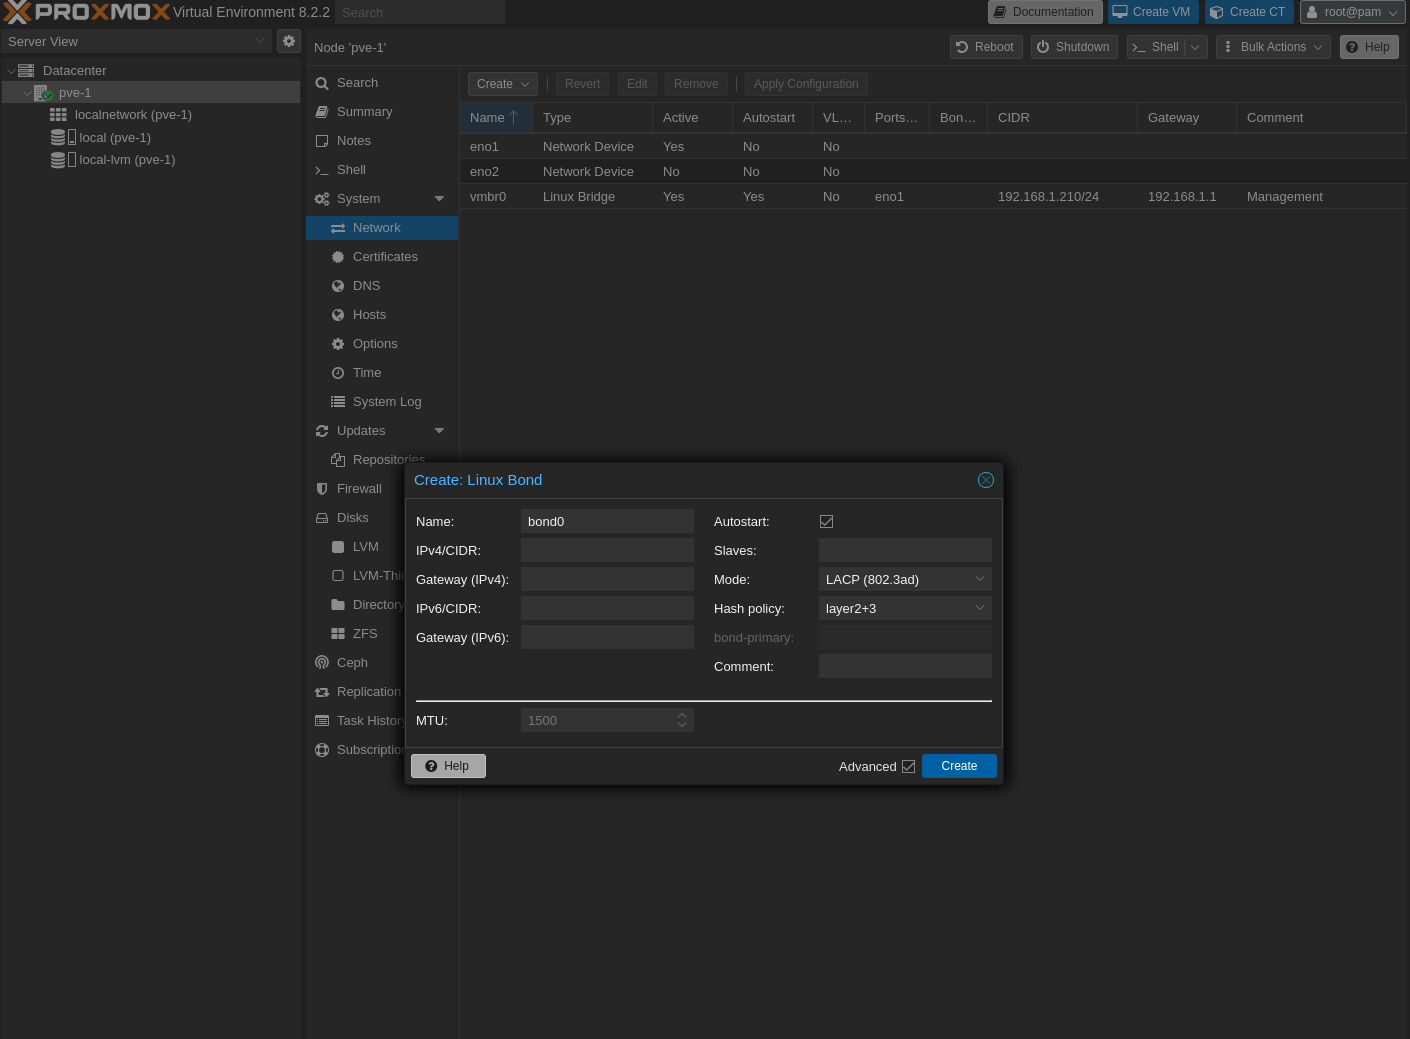 PROXMOX Virtual Environment 8.2.2 Search Documentation Create VM Create CT root@pam
Server View
Node 'pve-1' Reboot Shutdown Shell Bulk Actions Help
Datacenter
pve-1
localnetwork (pve-1)
local (pve-1)
local-lvm (pve-1)
Search
Summary
Notes
Shell
System
Network
Certificates
DNS
Hosts
Options
Time
System Log
Updates
Repositories
Firewall
Disks
LVM
LVM-Thin
Directory
ZFS
Ceph
Replication
Task History
Subscription
Create Revert Edit Remove Apply Configuration
Name Type Active Autostart VL… Ports… Bon… CIDR Gateway Comment
eno1 Network Device Yes No No
eno2 Network Device No No No
vmbr0 Linux Bridge Yes Yes No eno1 192.168.1.210/24 192.168.1.1 Management
Create: Linux Bond
Name: bond0 Autostart:
IPv4/CIDR: Slaves:
Gateway (IPv4): Mode: LACP (802.3ad)
IPv6/CIDR: Hash policy: layer2+3
Gateway (IPv6): bond-primary:
Comment:
MTU: 1500
Help Advanced Create